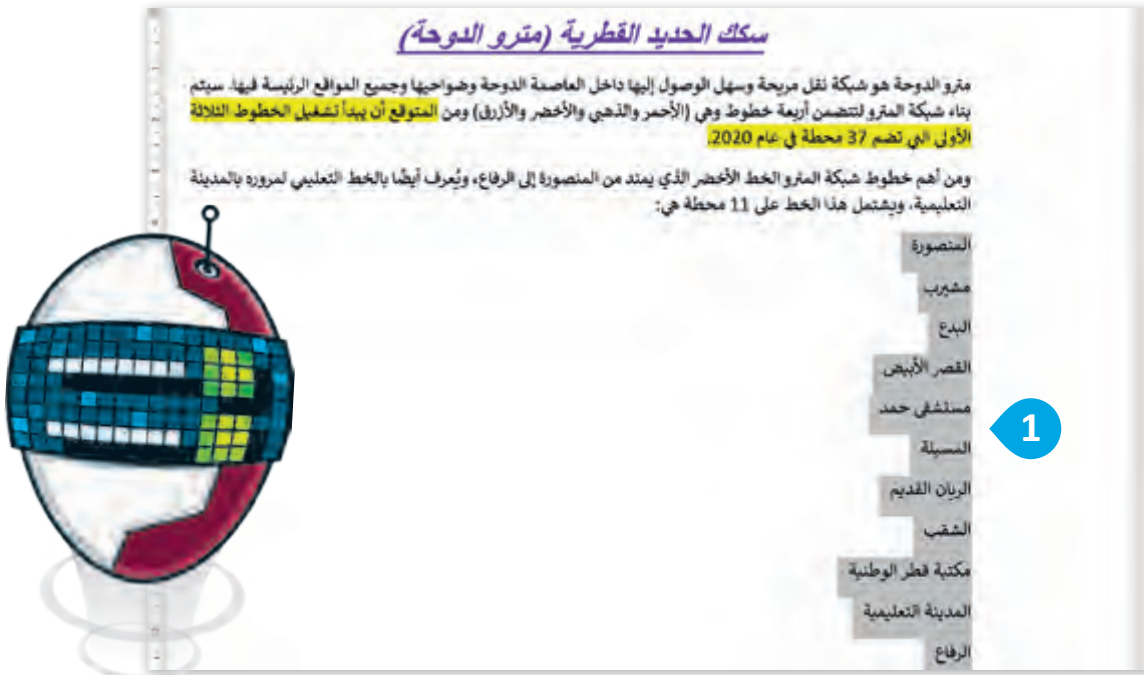 سكك الحديد القطرية (مترو الدوحة)
مترو الدوحة هو شبكة نقل مريحة وسهل الوصول إليها داخل العاصمة الدوحة وضواحيها وجميع المواقع الرئيسة فيها. سيتم
بناء شبكة المترو لتتضمن أربعة خطوط وهي (الأحمر والذهبي والأخضر والأزرق) ومن المتوقع أن يبدأ تشغيل الخطوط الثلاثة
الأولى التي تضم 37 محطة في عام 2020.
ومن أهم خطوط شبكة المترو الخط الأخضر الذي يمتد من المنصورة إلى الرفاع، ويُعرف أيضًا بالخط التعليمي لمروره بالمدينة
التعليمية، ويشتمل هذا الخط على 11 محطة هي:
المنصورة
مشيرب
البدع
القصر الأبيض
مستشفى حمد
1
المسيلة
الريان القديم
الشقب
مكتبة قطر الوطنية
المدينة التعليمية
الرفاع